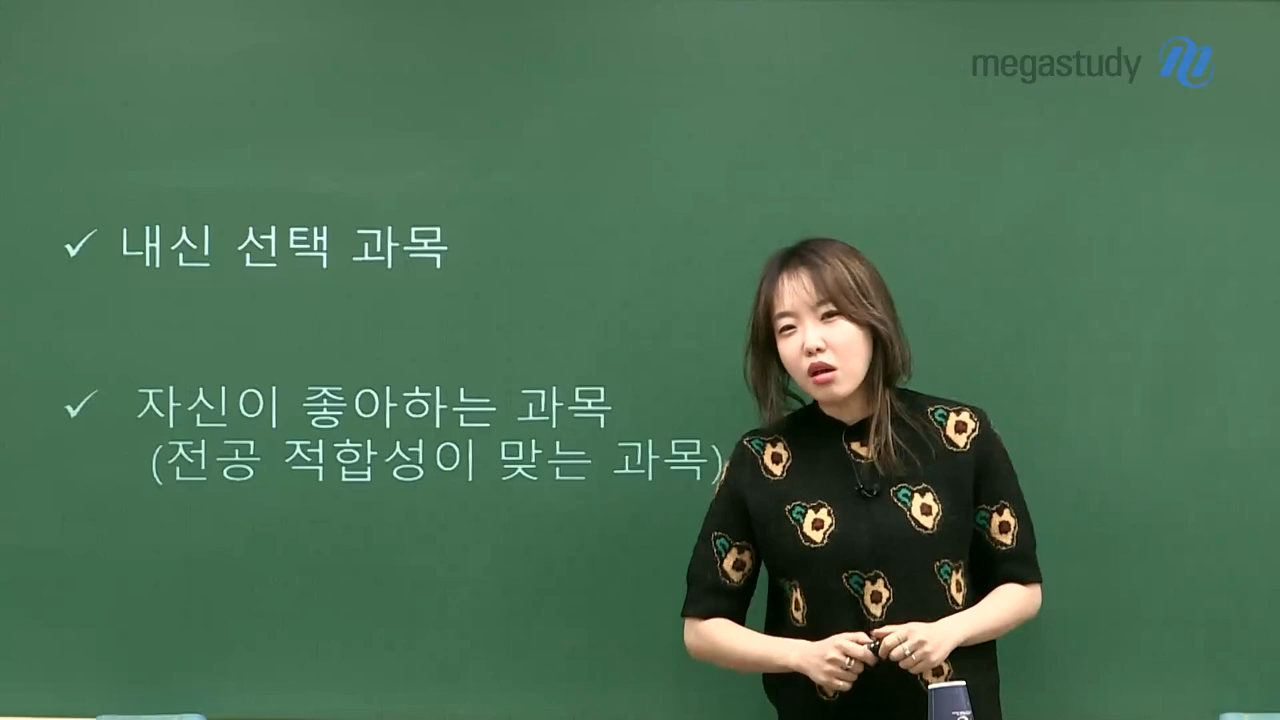 megastudy
✓ 내신 선택 과목
✓ 자신이 좋아하는 과목
(전공 적합성이 맞는 과목)